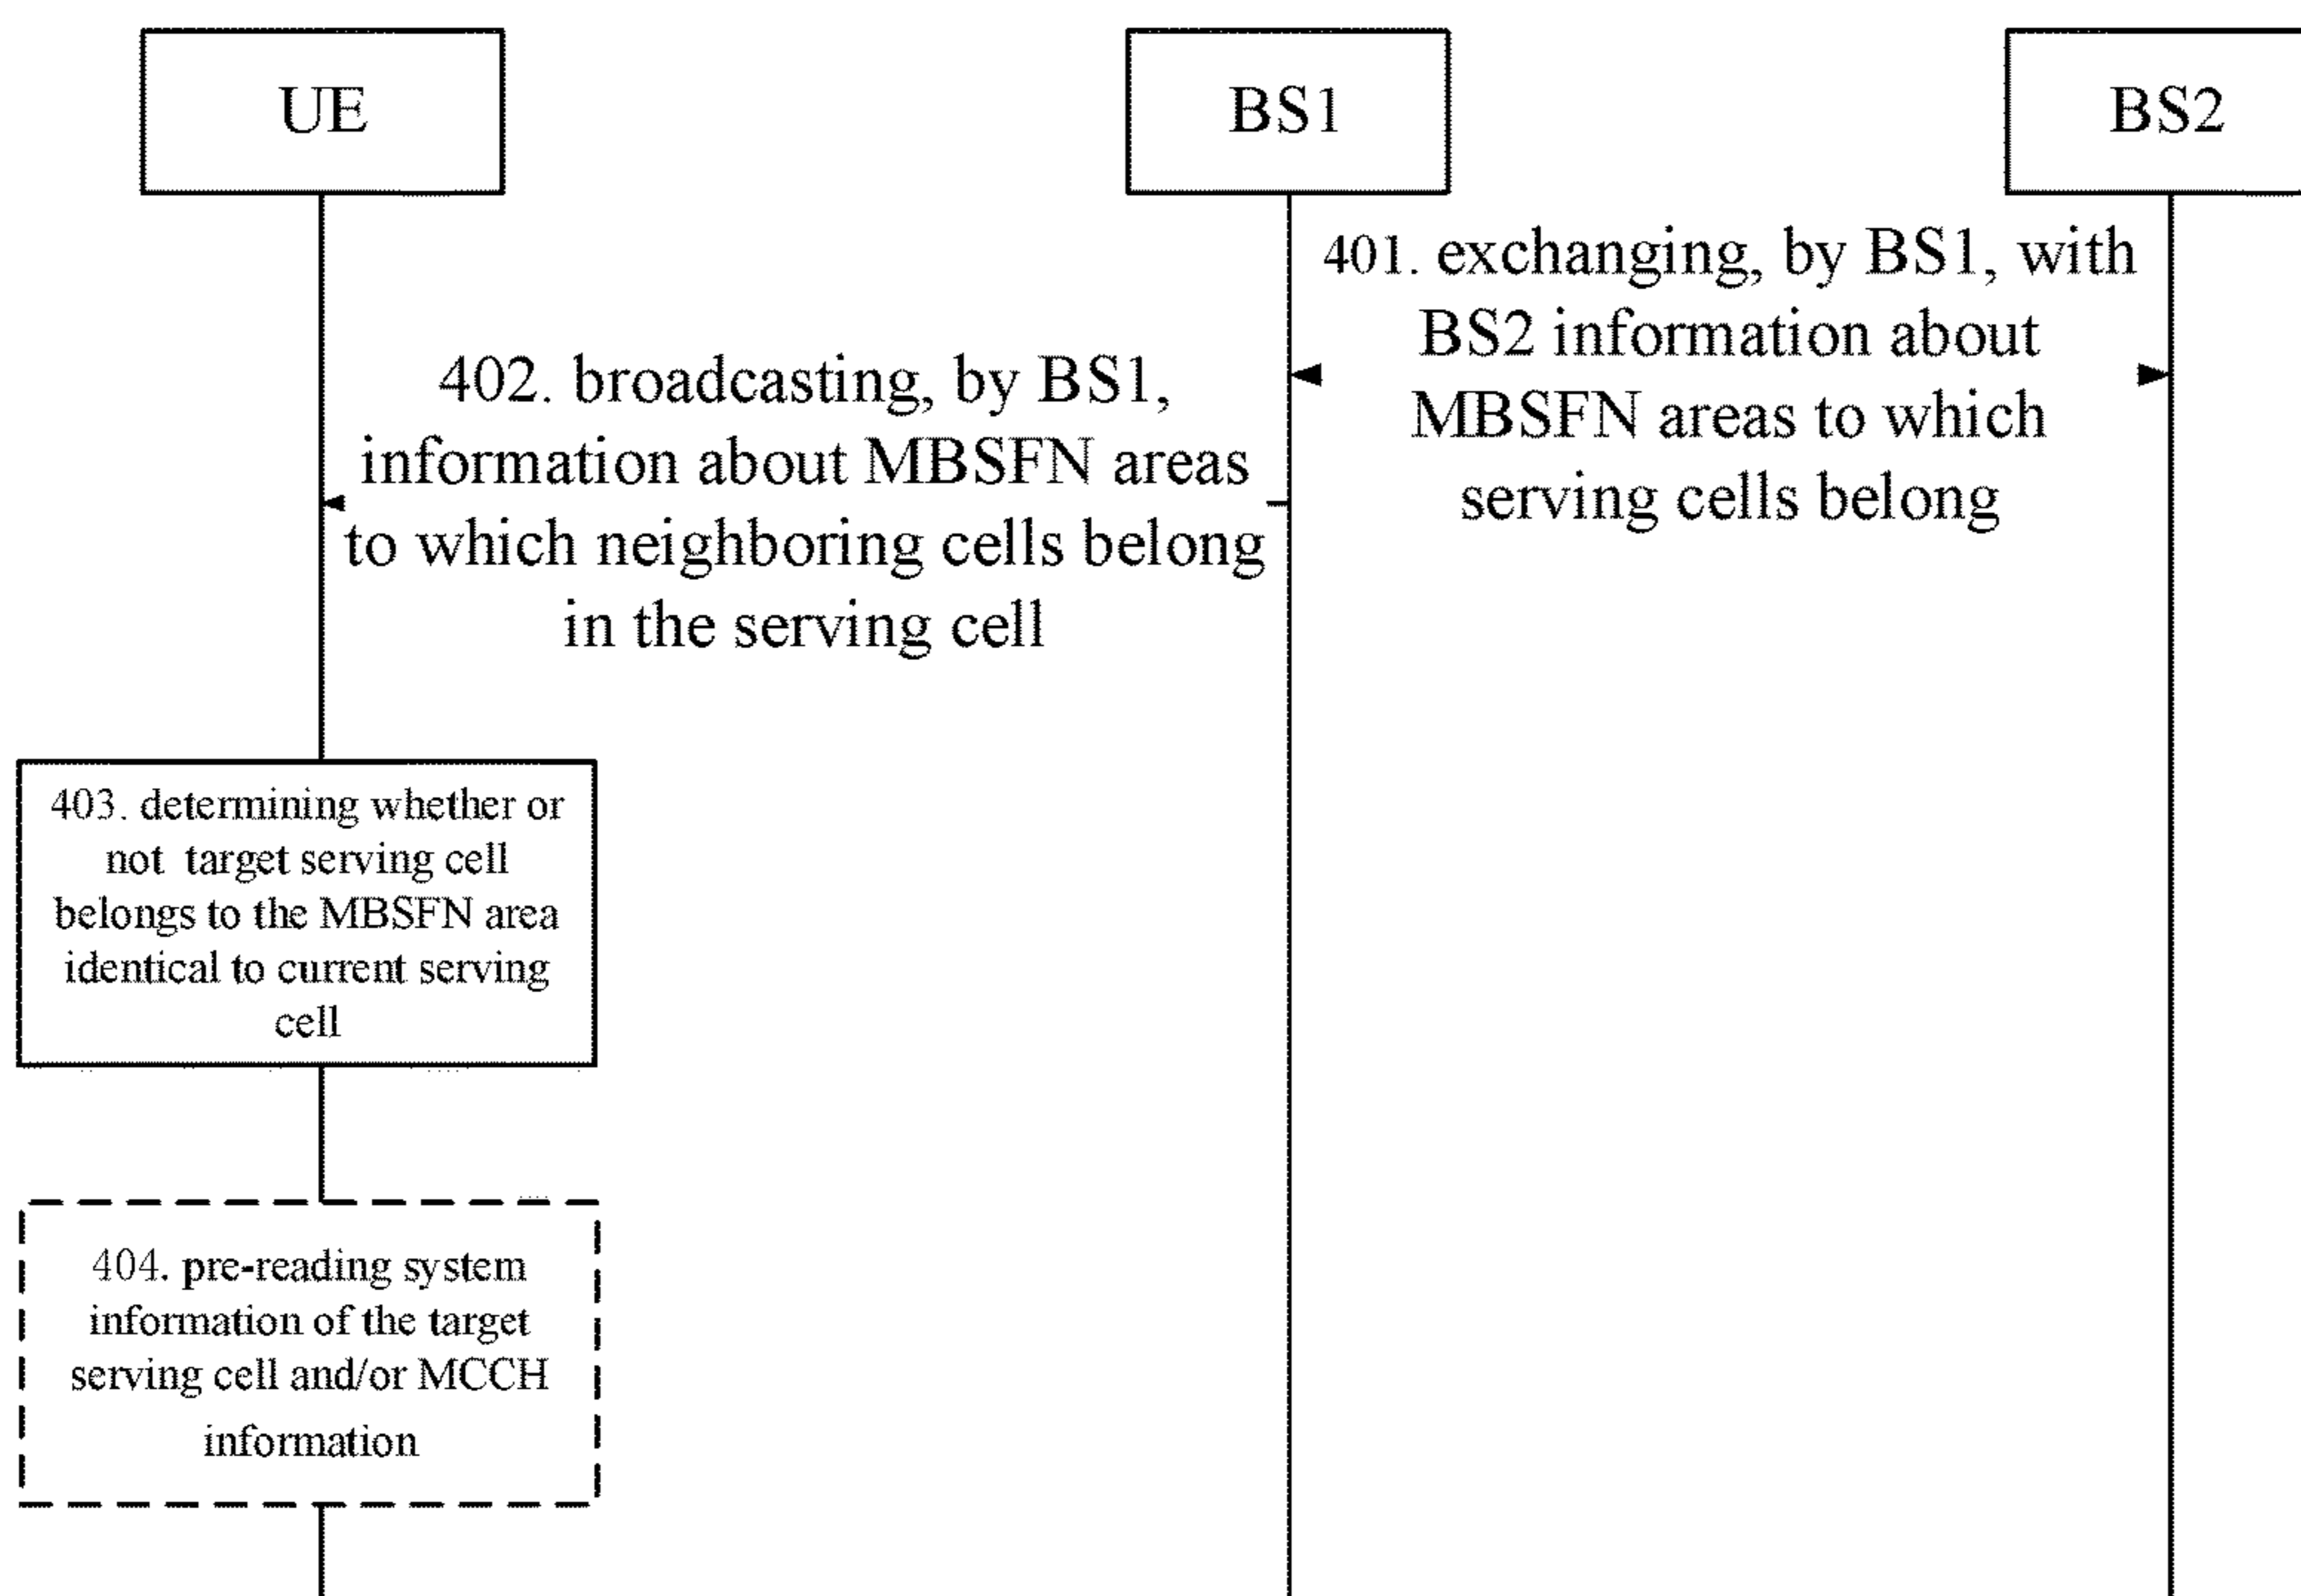 UE
BS1
BS2
401. exchanging, by BS1, with
BS2 information about
MBSFN areas to which
serving cells belong
402. broadcasting, by BS1,
information about MBSFN areas
to which neighboring cells belong
in the serving cell
403. determining whether or
not target serving cell
belongs to the MBSFN area
identical to current serving
cell
404. pre-reading system
information of the target
serving cell and/or MCCH
information